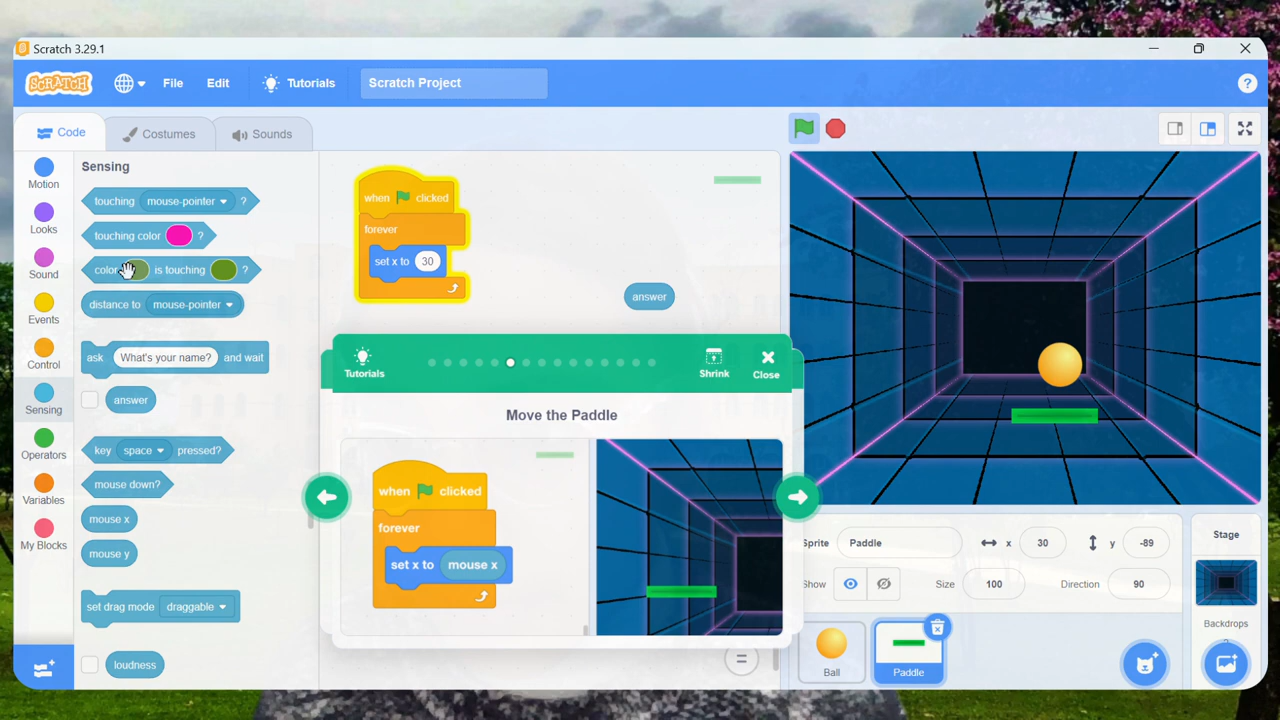 Scratch 3.29.1
SCRATCH
File
Edit
Tutorials
Scratch Project
?
Code
Costumes
Sounds
Motion
Looks
Sound
Events
Control
Sensing
Operators
Variables
My Blocks
Sensing
touching mouse-pointer ?
touching color ?
color is touching ?
distance to mouse-pointer
ask What's your name? and wait
answer
key space pressed?
mouse down?
mouse x
mouse y
set drag mode draggable
loudness
when clicked
forever
set x to 30
answer
Tutorials
Shrink
Close
Move the Paddle
when clicked
forever
set x to mouse x
Sprite Paddle x 30 y -89
Show Size 100 Direction 90
Ball
Paddle
Stage
Backdrops